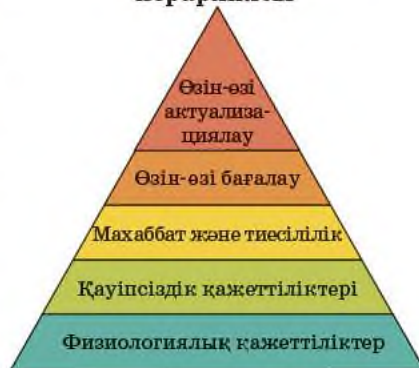 Өзін-өзі
актуализа-
циялау
Өзін-өзі бағалау
Махаббат және тиесілілік
Қауіпсіздік қажеттіліктері
Физиологиялық қажеттіліктер